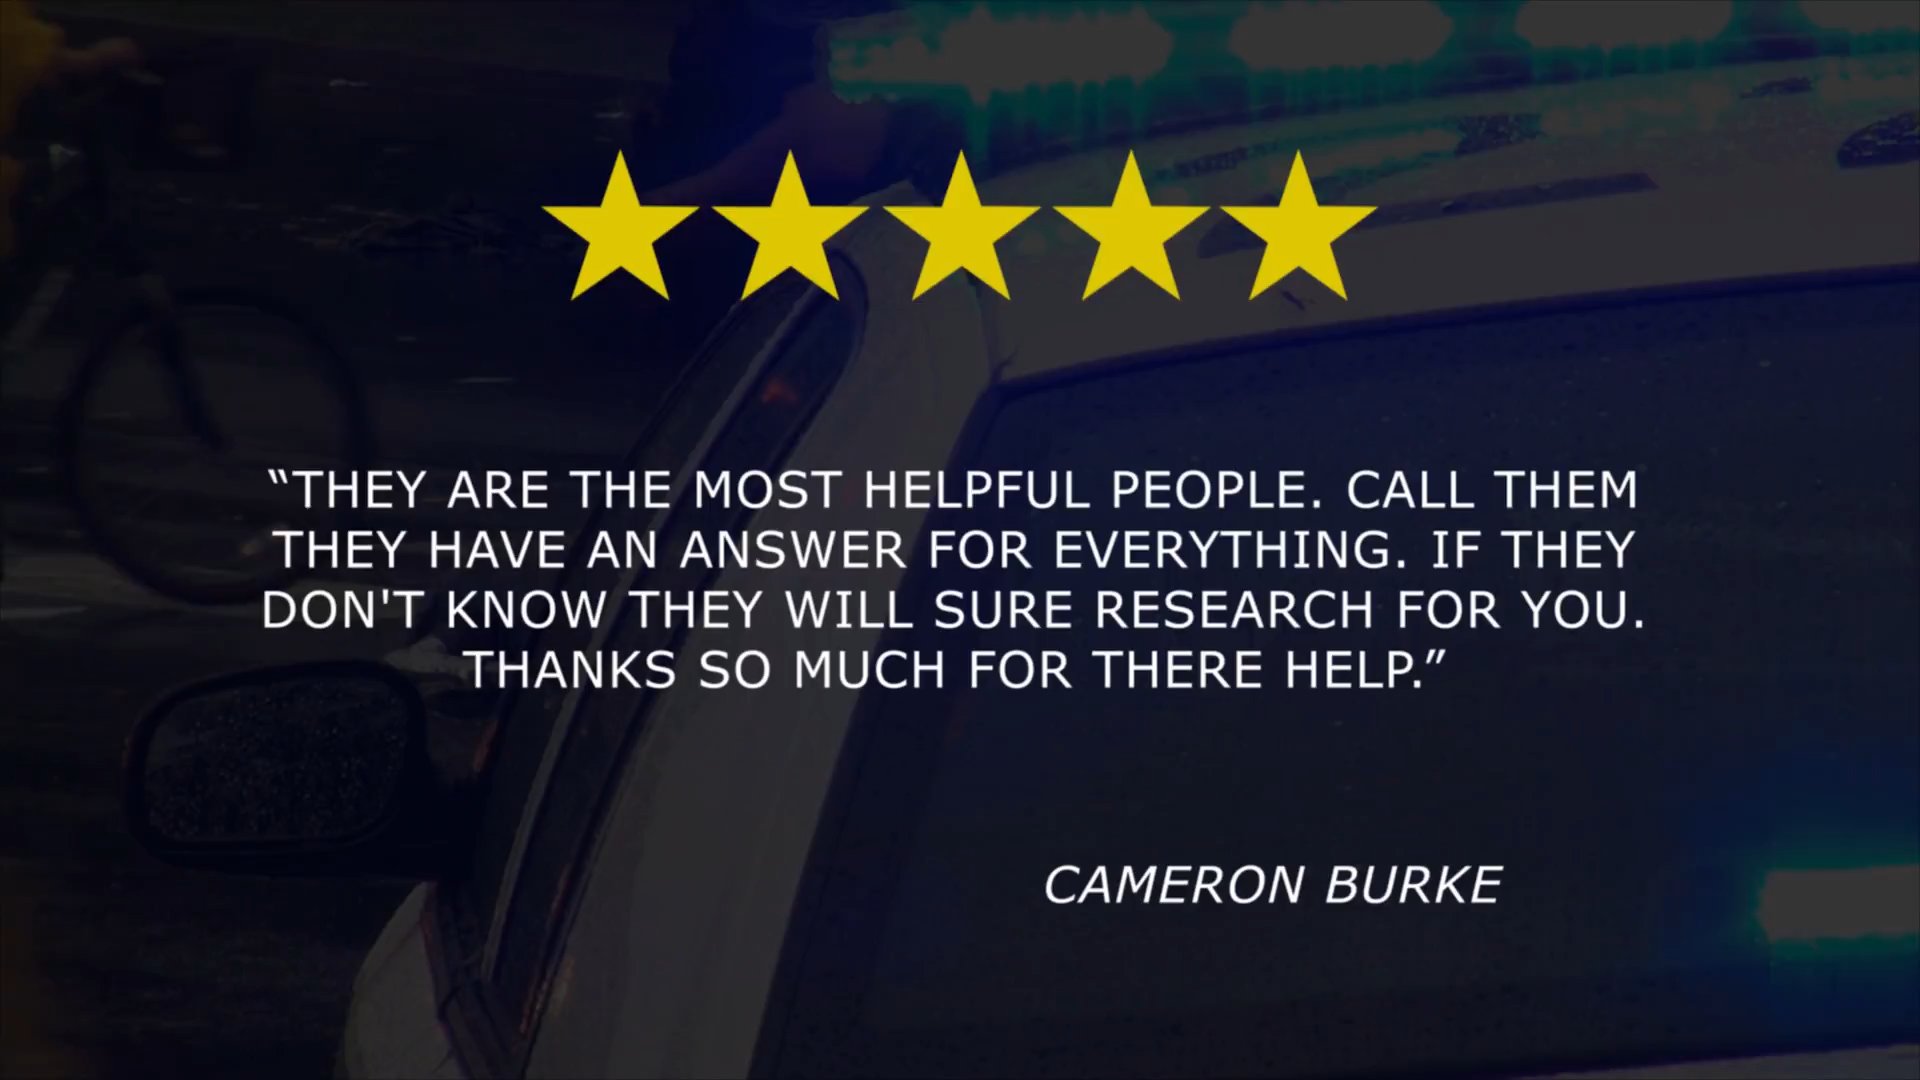 “THEY ARE THE MOST HELPFUL PEOPLE. CALL THEM
THEY HAVE AN ANSWER FOR EVERYTHING. IF THEY
DON'T KNOW THEY WILL SURE RESEARCH FOR YOU.
THANKS SO MUCH FOR THERE HELP.”
CAMERON BURKE